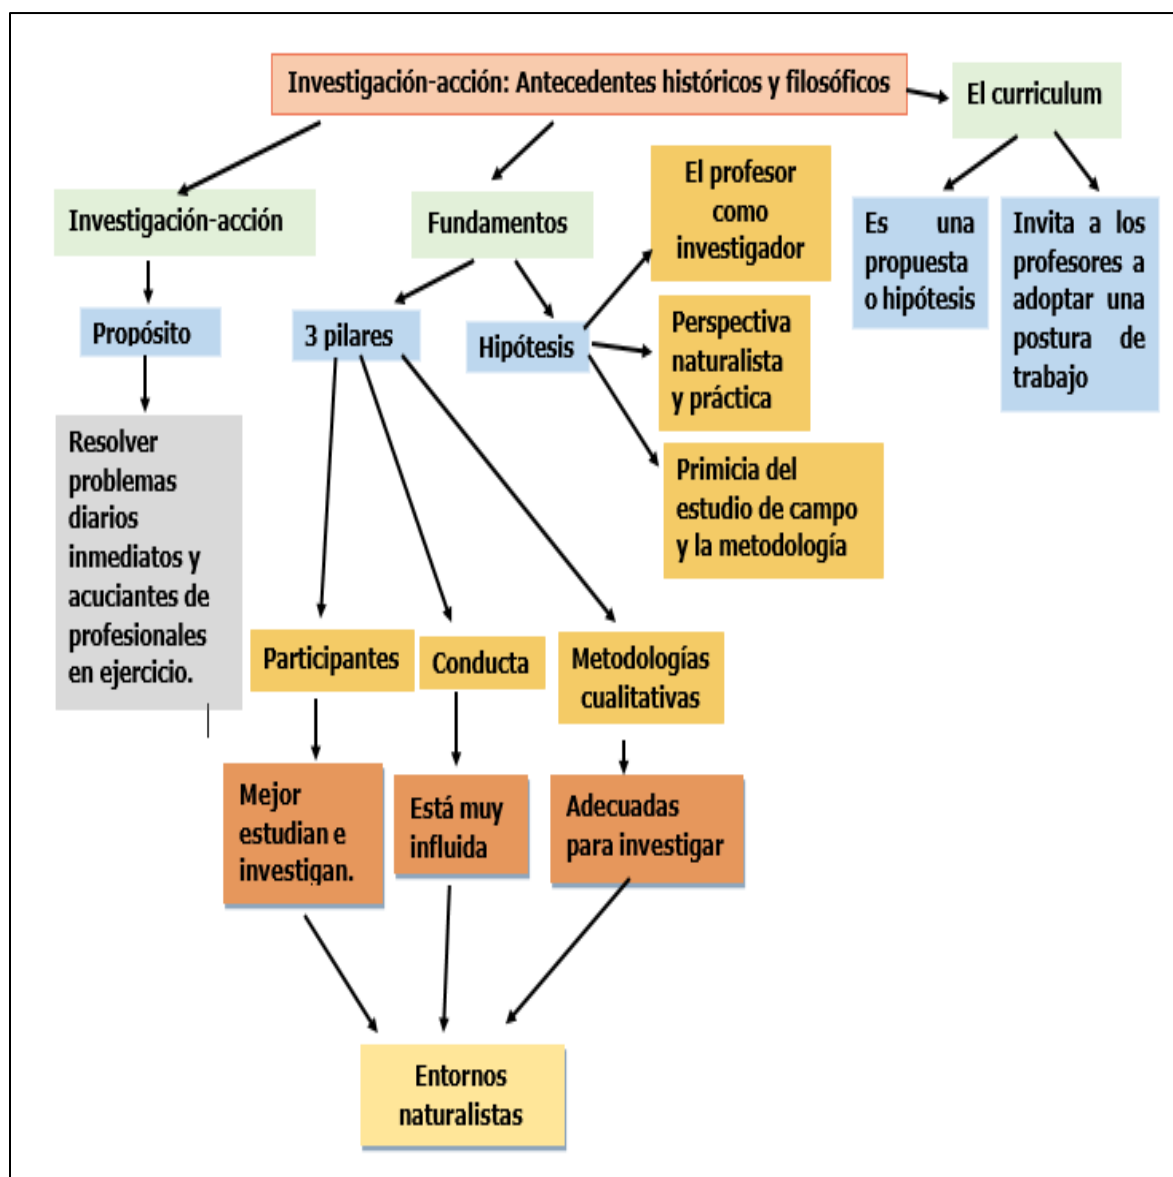 Investigación-acción: Antecedentes históricos y filosóficos
El curriculum
Investigación-acción
Fundamentos
El profesor
como
investigador
Es una
propuesta
o hipótesis
Invita a los
profesores a
adoptar una
postura de
trabajo
Propósito
3 pilares
Hipótesis
Perspectiva
naturalista
y práctica
Resolver
problemas
diarios
inmediatos y
acuciantes de
profesionales
en ejercicio.
Primicia del
estudio de campo
y la metodología
Participantes
Conducta
Metodologías
cualitativas
Mejor
estudian e
investigan.
Está muy
influida
Adecuadas
para investigar
Entornos
naturalistas